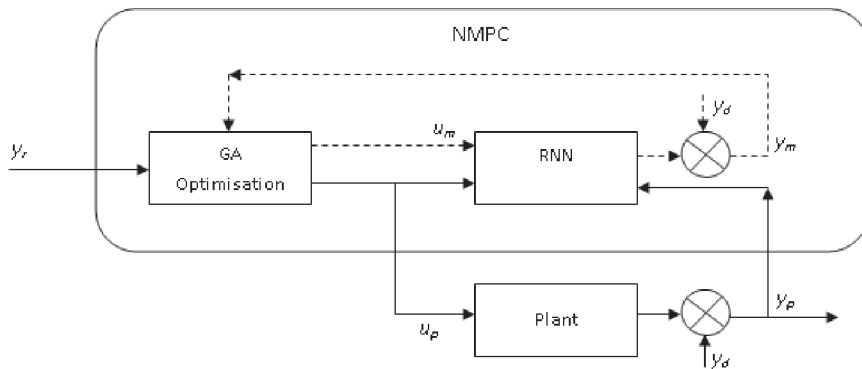 NMPC
y_d
y_r
GA
Optimisation
u_m
RNN
y_m
u_p
Plant
y_p
y_d